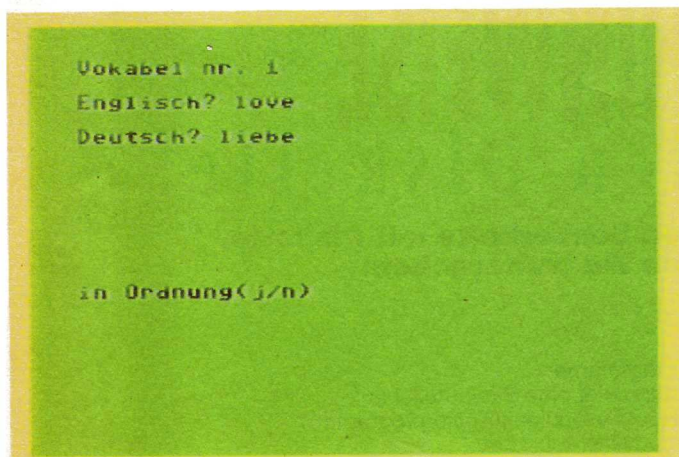 Vokabel nr. 1
Englisch? love
Deutsch? liebe
in Ordnung(j/n)